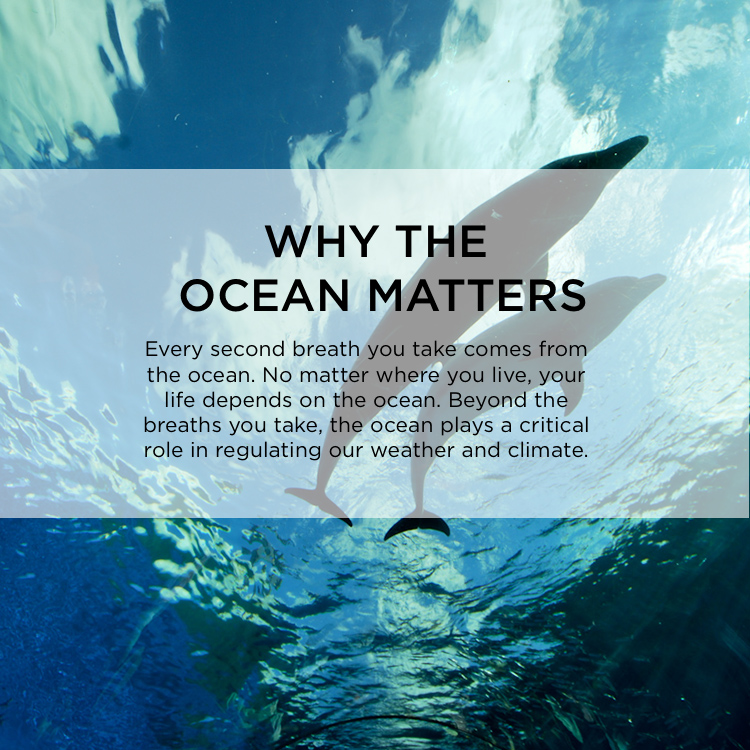 WHY THE
OCEAN MATTERS
Every second breath you take comes from
the ocean. No matter where you live, your
life depends on the ocean. Beyond the
breaths you take, the ocean plays a critical
role in regulating our weather and climate.